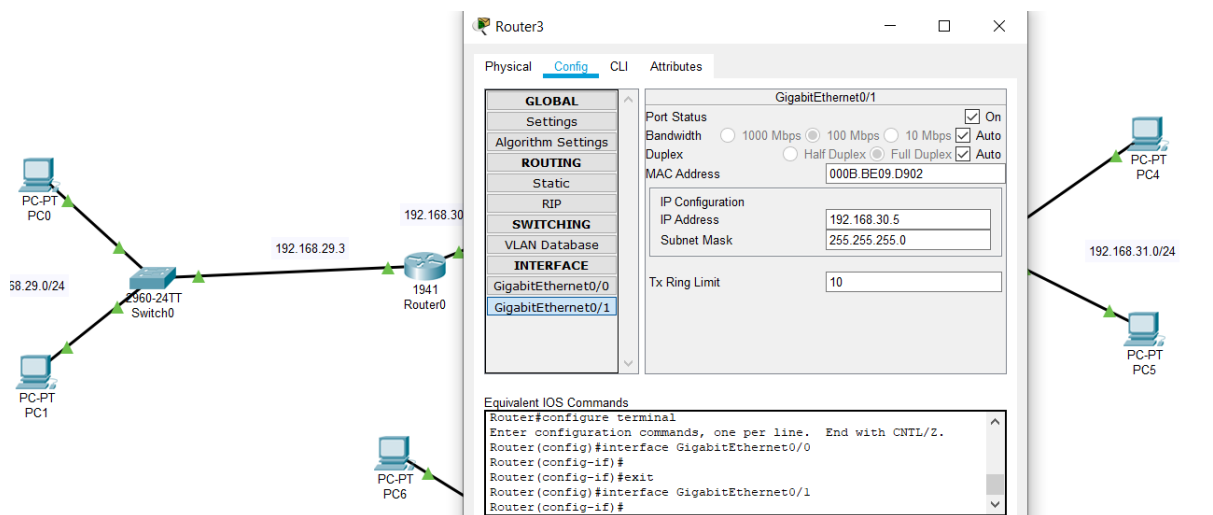 Router3
Physical Config CLI Attributes
GLOBAL
Settings
Algorithm Settings
ROUTING
Static
RIP
SWITCHING
VLAN Database
INTERFACE
GigabitEthernet0/0
GigabitEthernet0/1
GigabitEthernet0/1
Port Status On
Bandwidth 1000 Mbps 100 Mbps 10 Mbps Auto
Duplex Half Duplex Full Duplex Auto
MAC Address 000B.BE09.D902
IP Configuration
IP Address 192.168.30.5
Subnet Mask 255.255.255.0
Tx Ring Limit 10
Equivalent IOS Commands
Router#configure terminal
Enter configuration commands, one per line. End with CNTL/Z.
Router(config)#interface GigabitEthernet0/0
Router(config-if)#
Router(config-if)#exit
Router(config)#interface GigabitEthernet0/1
Router(config-if)#
PC-PT
PC0
192.168.29.3
192.168.30
68.29.0/24
2960-24TT
Switch0
1941
Router0
PC-PT
PC1
PC-PT
PC6
PC-PT
PC4
192.168.31.0/24
PC-PT
PC5